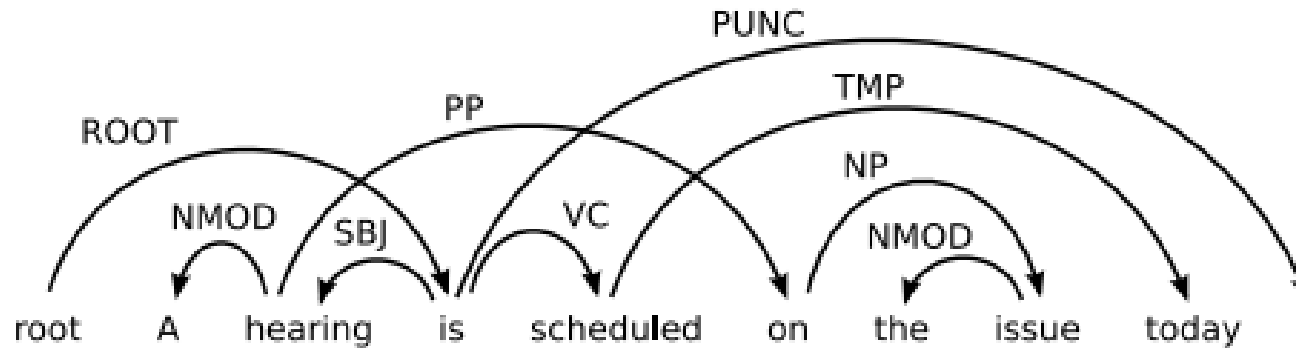 PUNC
TMP
PP
ROOT
NP
NMOD
SBJ
VC
NMOD
root A hearing is scheduled on the issue today